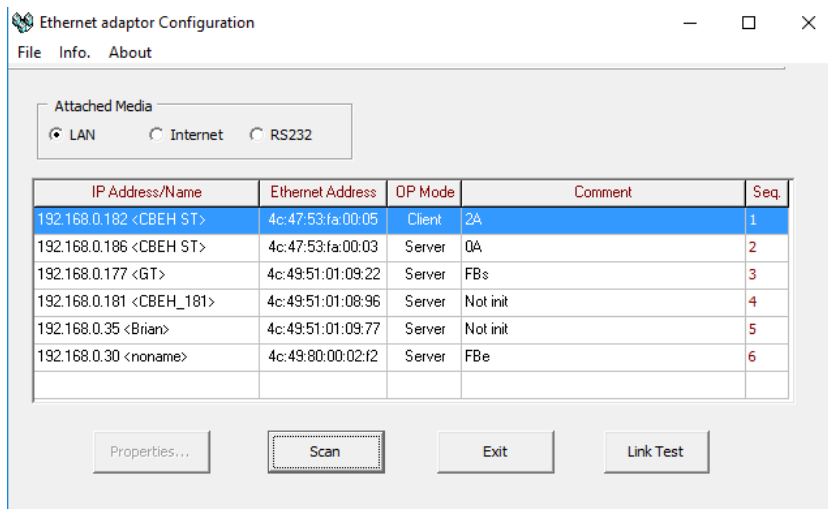 Ethernet adaptor Configuration
File Info. About
Attached Media
LAN Internet RS232
IP Address/Name Ethernet Address OP Mode Comment Seq.
192.168.0.182 <CBEH ST> 4c:47:53:fa:00:05 Client 2A 1
192.168.0.186 <CBEH ST> 4c:47:53:fa:00:03 Server 0A 2
192.168.0.177 <GT> 4c:49:51:01:09:22 Server FBs 3
192.168.0.181 <CBEH_181> 4c:49:51:01:08:96 Server Not init 4
192.168.0.35 <Brian> 4c:49:51:01:09:77 Server Not init 5
192.168.0.30 <noname> 4c:49:80:00:02:f2 Server FBe 6
Properties... Scan Exit Link Test